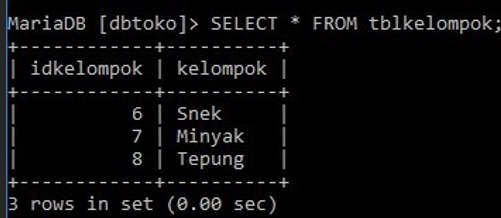 MariaDB [dbtoko]> SELECT * FROM tblkelompok;
+------------+----------+
| idkelompok | kelompok |
+------------+----------+
|          6 | Snek     |
|          7 | Minyak   |
|          8 | Tepung   |
+------------+----------+
3 rows in set (0.00 sec)